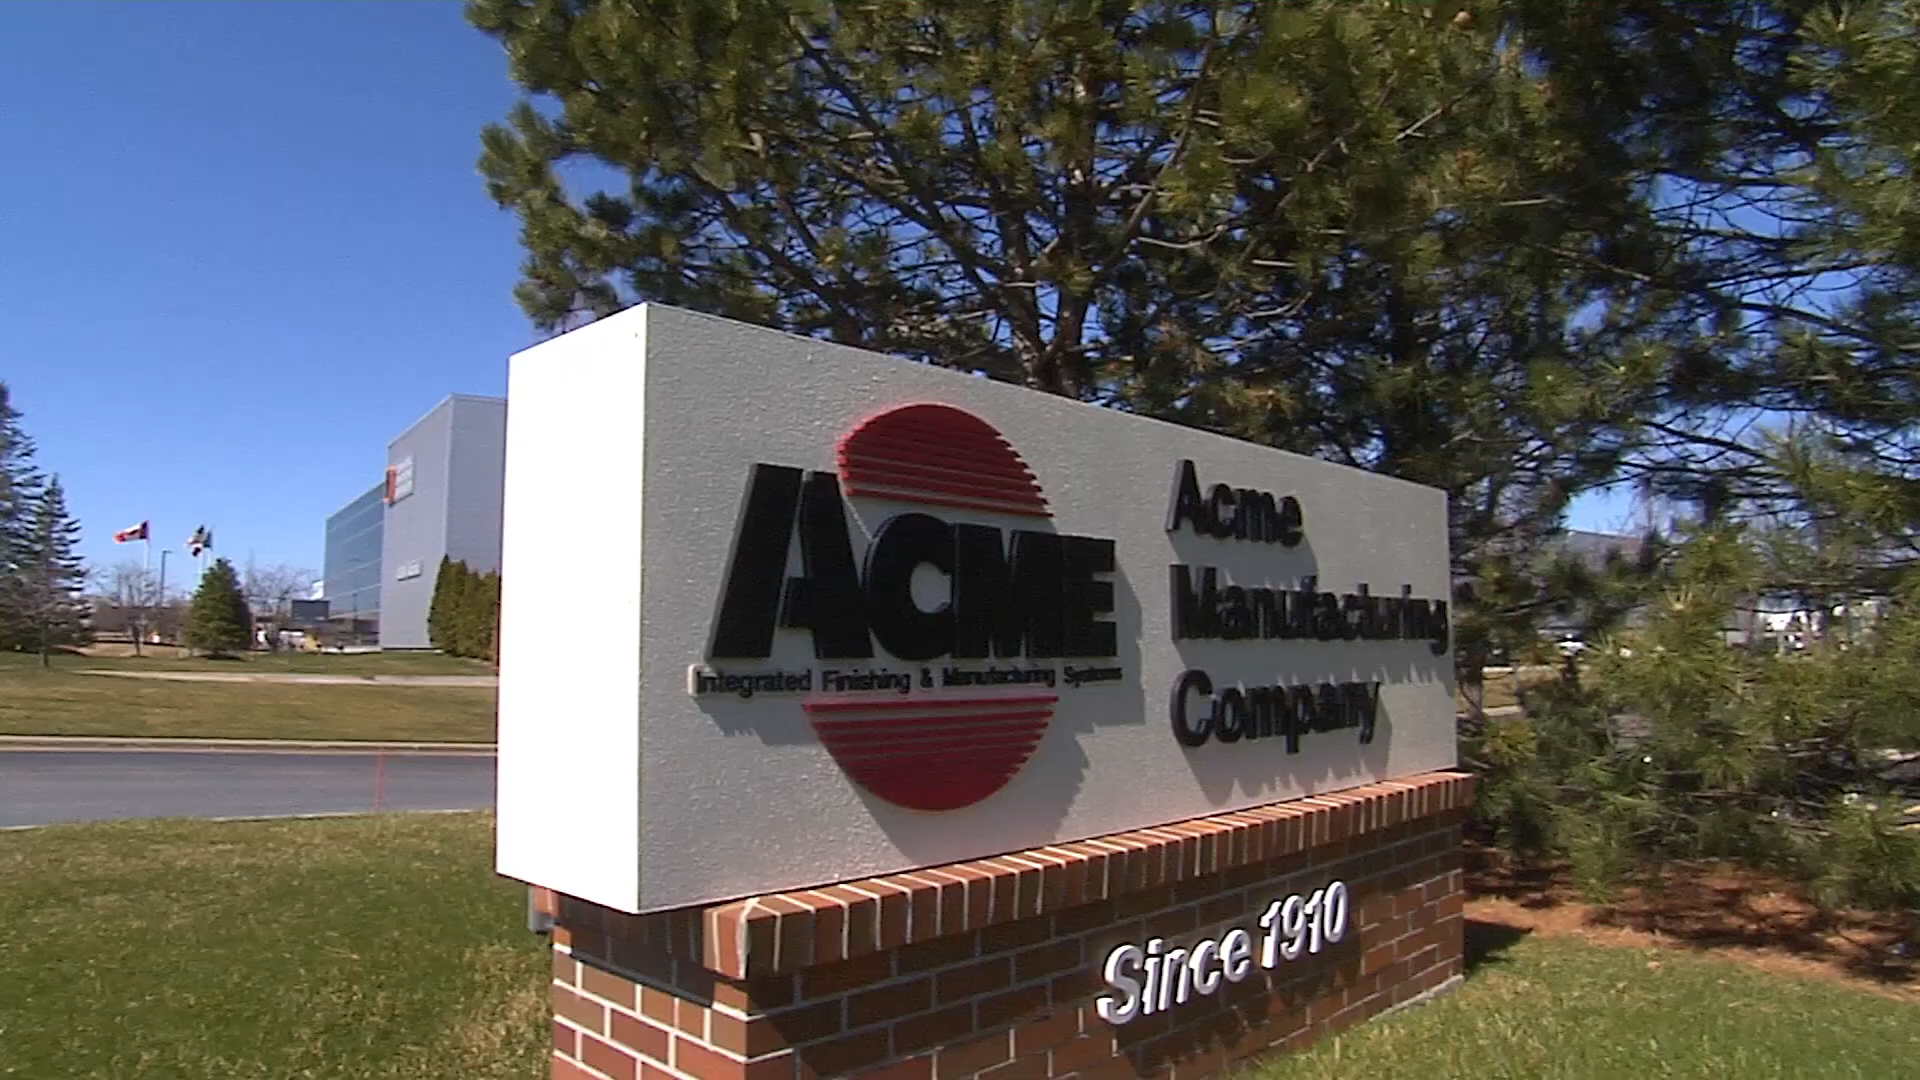 ACME
Integrated Finishing & Manufacturing Systems
Acme
Manufacturing
Company
Since 1910